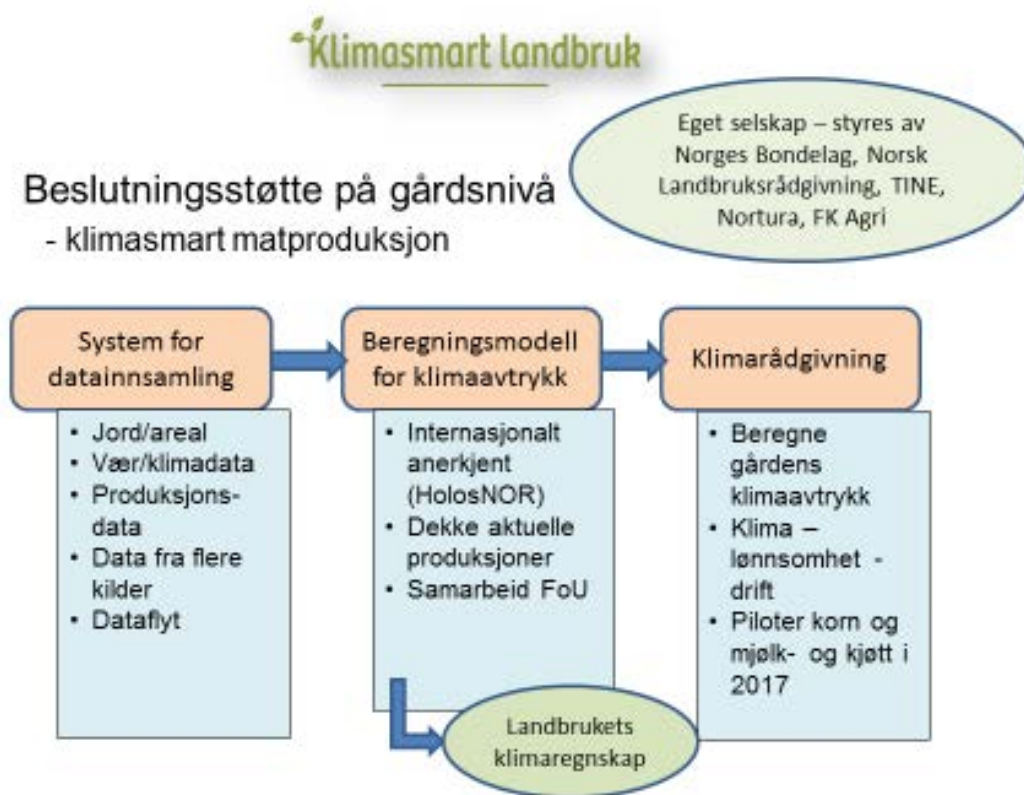 Klimasmart landbruk
Eget selskap – styres av
Norges Bondelag, Norsk
Landbruksrådgivning, TINE,
Nortura, FK Agri
Beslutningsstøtte på gårdsnivå
- klimasmart matproduksjon
System for
datainnsamling
• Jord/areal
• Vær/klimadata
• Produksjons-
data
• Data fra flere
kilder
• Dataflyt
Beregningsmodell
for klimaavtrykk
• Internasjonalt
anerkjent
(HolosNOR)
• Dekke aktuelle
produksjoner
• Samarbeid FoU
Klimarådgivning
• Beregne
gårdens
klimaavtrykk
• Klima –
lønnsomhet -
drift
• Piloter korn og
mjølk- og kjøtt i
2017
Landbrukets
klimaregnskap